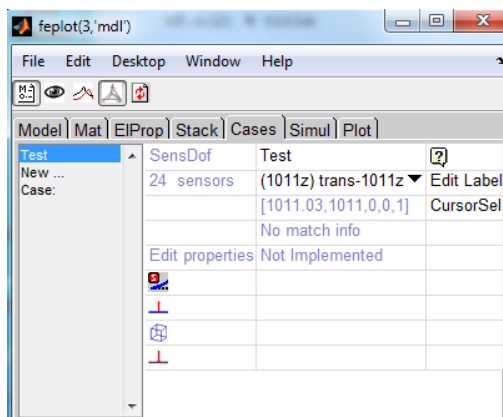 feplot(3,'mdl')
File Edit Desktop Window Help
Model Mat ElProp Stack Cases Simul Plot
Test SensDof Test
New ... 24 sensors (1011z) trans-1011z Edit Label
Case: [1011.03,1011,0,0,1] CursorSel
No match info
Edit properties Not Implemented